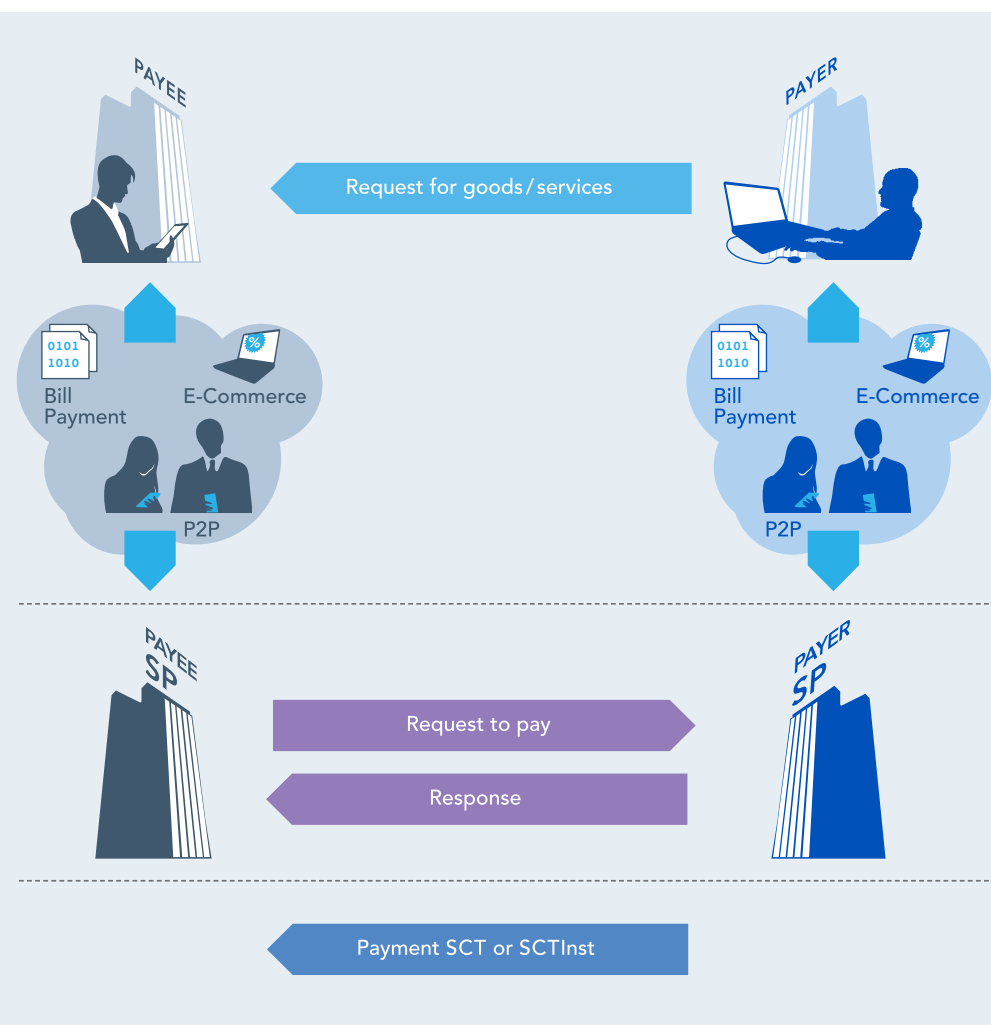 PAYEE
PAYER
Request for goods/services
0101
1010
Bill
Payment
%
E-Commerce
P2P
0101
1010
Bill
Payment
%
E-Commerce
P2P
PAYEE
SP
PAYER
SP
Request to pay
Response
Payment SCT or SCTInst